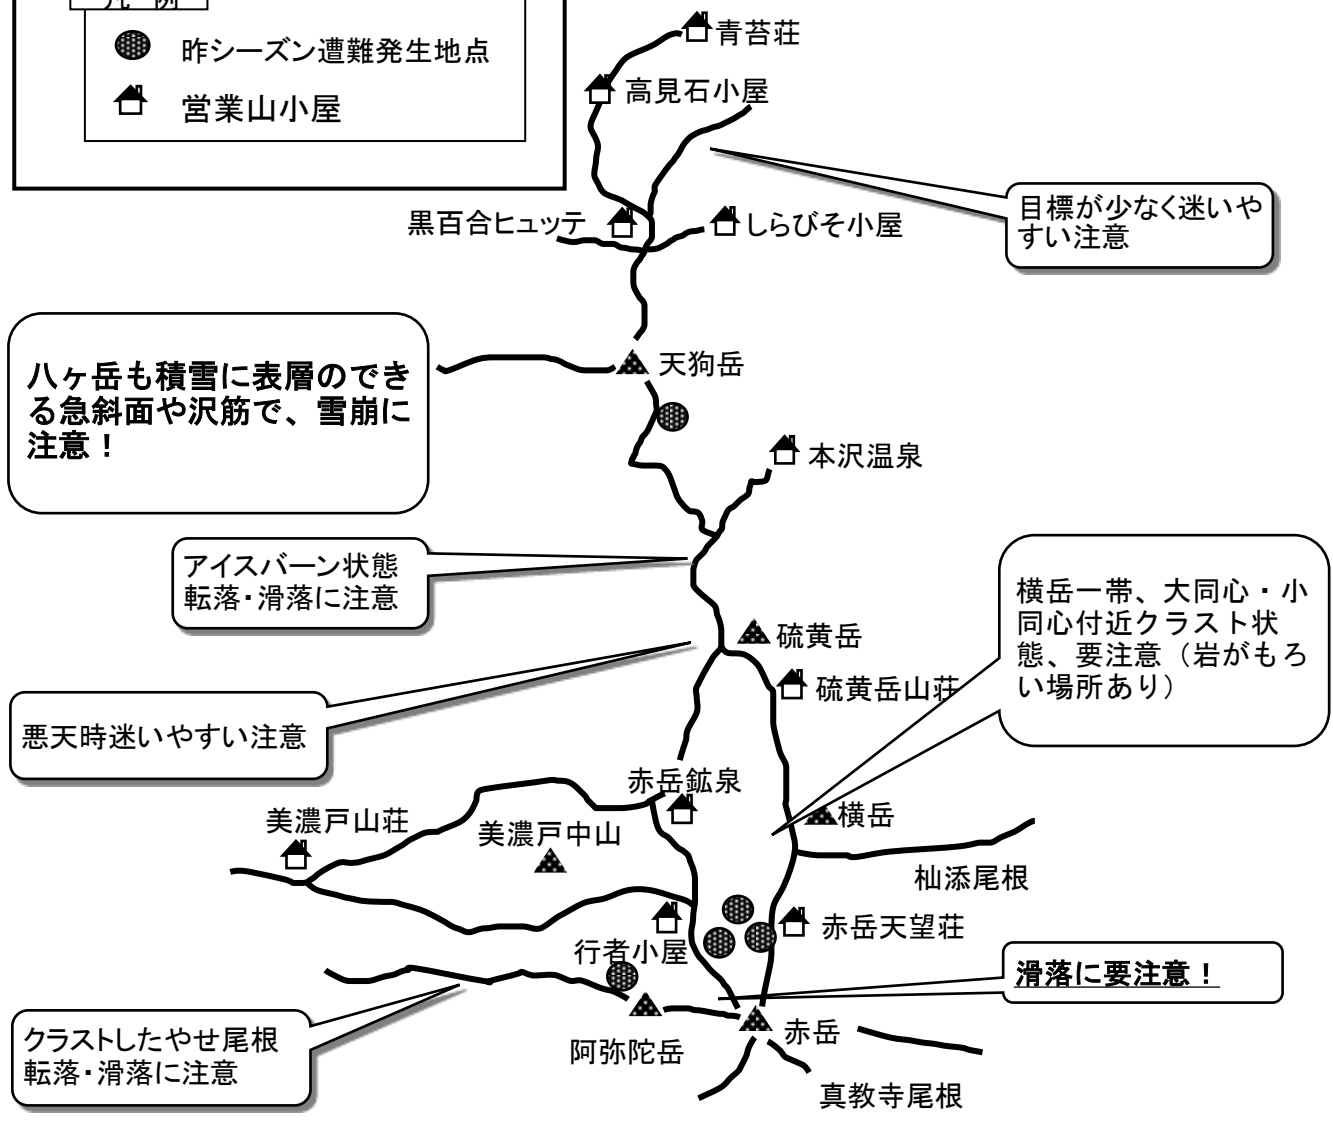 凡　例
昨シーズン遭難発生地点
営業山小屋
青苔荘
高見石小屋
目標が少なく迷いや
すい注意
黒百合ヒュッテ
しらびそ小屋
八ヶ岳も積雪に表層のでき
る急斜面や沢筋で、雪崩に
注意！
天狗岳
本沢温泉
アイスバーン状態
転落・滑落に注意
横岳一帯、大同心・小
同心付近クラスト状
態、要注意（岩がもろ
い場所あり）
硫黄岳
硫黄岳山荘
悪天時迷いやすい注意
赤岳鉱泉
美濃戸山荘
美濃戸中山
横岳
杣添尾根
赤岳天望荘
行者小屋
滑落に要注意！
クラストしたやせ尾根
転落・滑落に注意
阿弥陀岳
赤岳
真教寺尾根